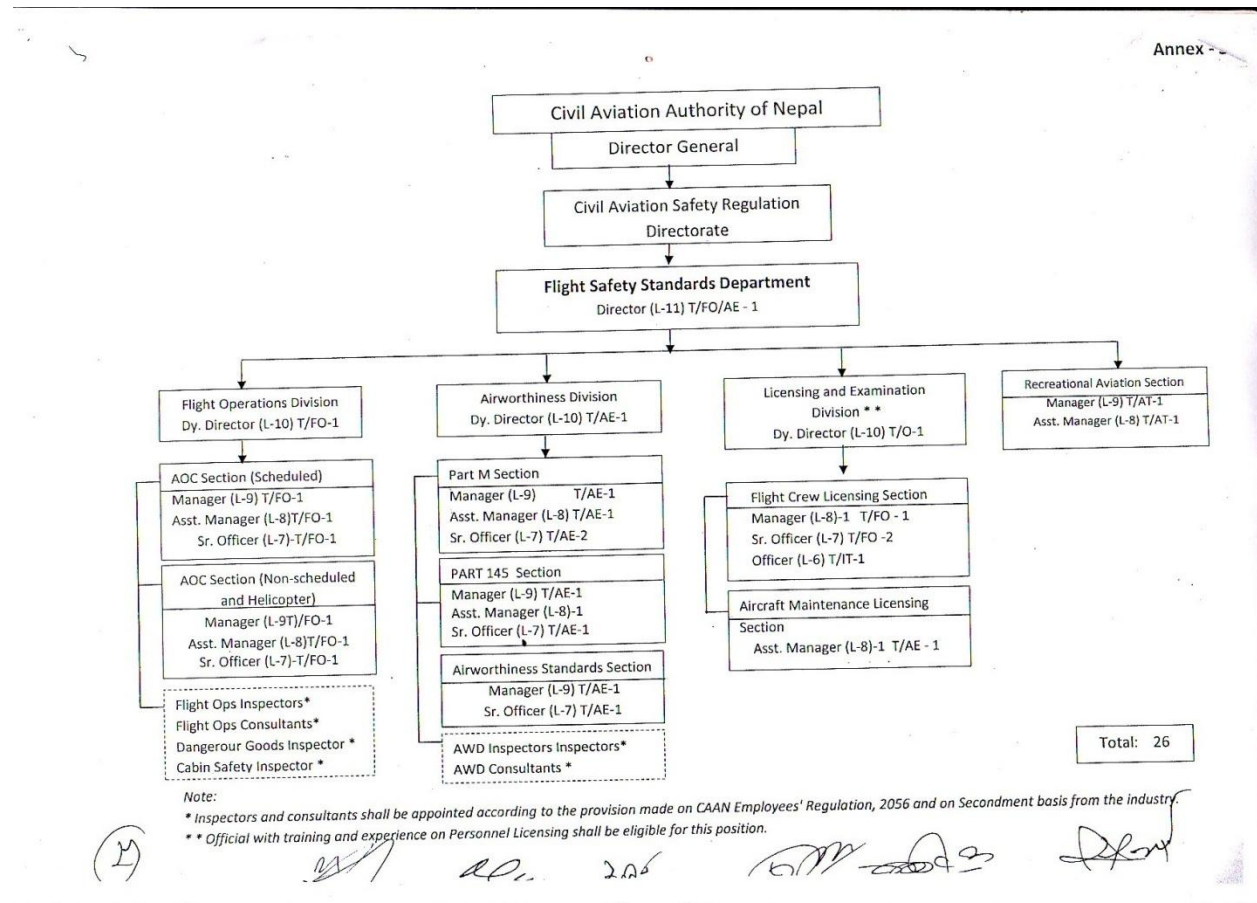 Annex -
Civil Aviation Authority of Nepal
Director General
Civil Aviation Safety Regulation
Directorate
Flight Safety Standards Department
Director (L-11) T/FO/AE - 1
Flight Operations Division
Dy. Director (L-10) T/FO-1
AOC Section (Scheduled)
Manager (L-9) T/FO-1
Asst. Manager (L-8)T/FO-1
Sr. Officer (L-7)-T/FO-1
AOC Section (Non-scheduled
and Helicopter)
Manager (L-9T)/FO-1
Asst. Manager (L-8)T/FO-1
Sr. Officer (L-7)-T/FO-1
Flight Ops Inspectors*
Flight Ops Consultants*
Dangerour Goods Inspector *
Cabin Safety Inspector *
Airworthiness Division
Dy. Director (L-10) T/AE-1
Part M Section
Manager (L-9) T/AE-1
Asst. Manager (L-8) T/AE-1
Sr. Officer (L-7) T/AE-2
PART 145 Section
Manager (L-9) T/AE-1
Asst. Manager (L-8)-1
Sr. Officer (L-7) T/AE-1
Airworthiness Standards Section
Manager (L-9) T/AE-1
Sr. Officer (L-7) T/AE-1
AWD Inspectors Inspectors*
AWD Consultants *
Licensing and Examination
Division * *
Dy. Director (L-10) T/O-1
Flight Crew Licensing Section
Manager (L-8)-1 T/FO - 1
Sr. Officer (L-7) T/FO -2
Officer (L-6) T/IT-1
Aircraft Maintenance Licensing
Section
Asst. Manager (L-8)-1 T/AE - 1
Recreational Aviation Section
Manager (L-9) T/AT-1
Asst. Manager (L-8) T/AT-1
Total: 26
Note:
* Inspectors and consultants shall be appointed according to the provision made on CAAN Employees' Regulation, 2056 and on Secondment basis from the industry.
* * Official with training and experience on Personnel Licensing shall be eligible for this position.